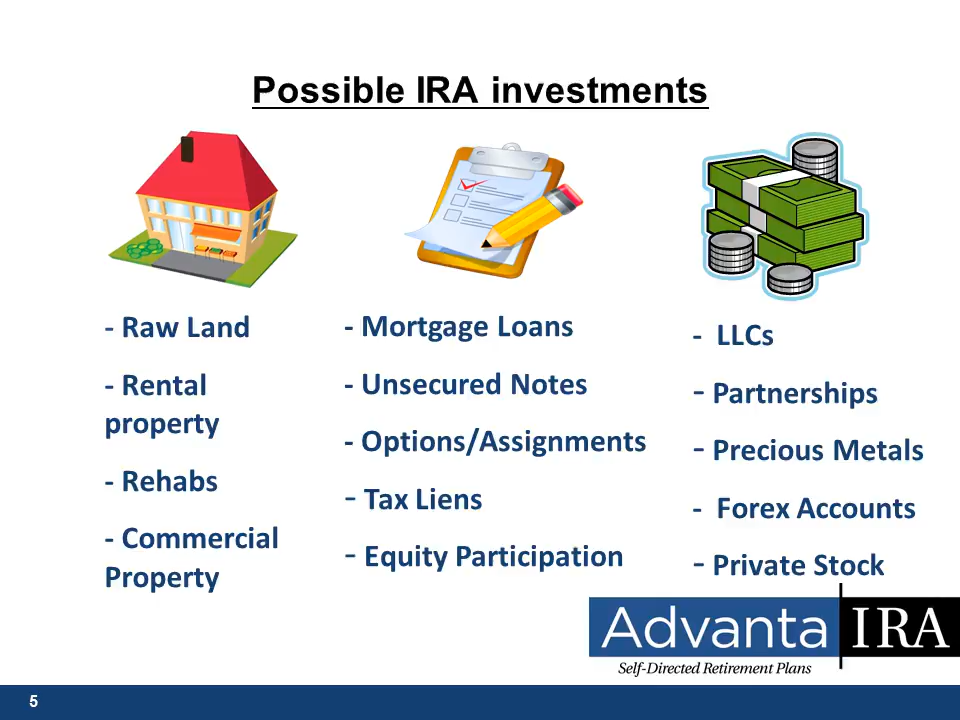 Possible IRA investments
- Raw Land
- Rental
property
- Rehabs
- Commercial
Property
- Mortgage Loans
- Unsecured Notes
- Options/Assignments
- Tax Liens
- Equity Participation
- LLCs
- Partnerships
- Precious Metals
- Forex Accounts
- Private Stock
Advanta IRA
Self-Directed Retirement Plans
5